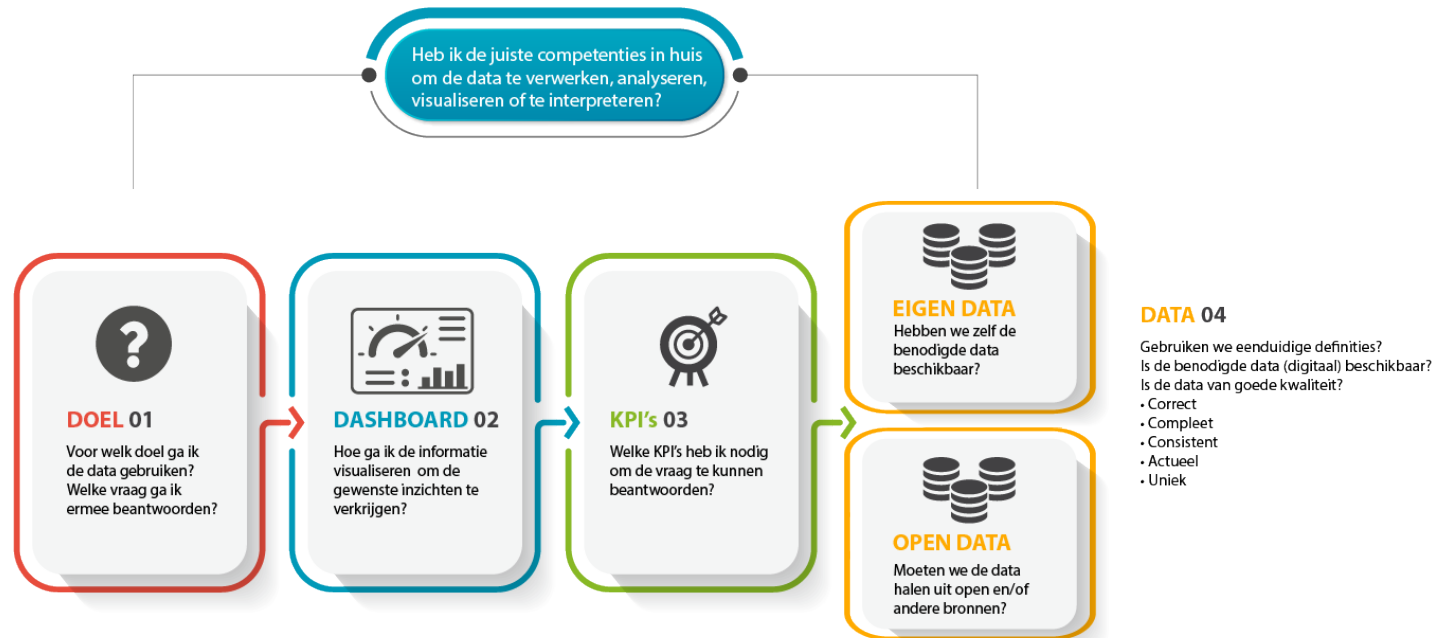 Heb ik de juiste competenties in huis
om de data te verwerken, analyseren,
visualiseren of te interpreteren?
DOEL 01
Voor welk doel ga ik
de data gebruiken?
Welke vraag ga ik
ermee beantwoorden?
DASHBOARD 02
Hoe ga ik de informatie
visualiseren om de
gewenste inzichten te
verkrijgen?
KPI's 03
Welke KPI's heb ik nodig
om de vraag te kunnen
beantwoorden?
EIGEN DATA
Hebben we zelf de
benodigde data
beschikbaar?
OPEN DATA
Moeten we de data
halen uit open en/of
andere bronnen?
DATA 04
Gebruiken we eenduidige definities?
Is de benodigde data (digitaal) beschikbaar?
Is de data van goede kwaliteit?
• Correct
• Compleet
• Consistent
• Actueel
• Uniek